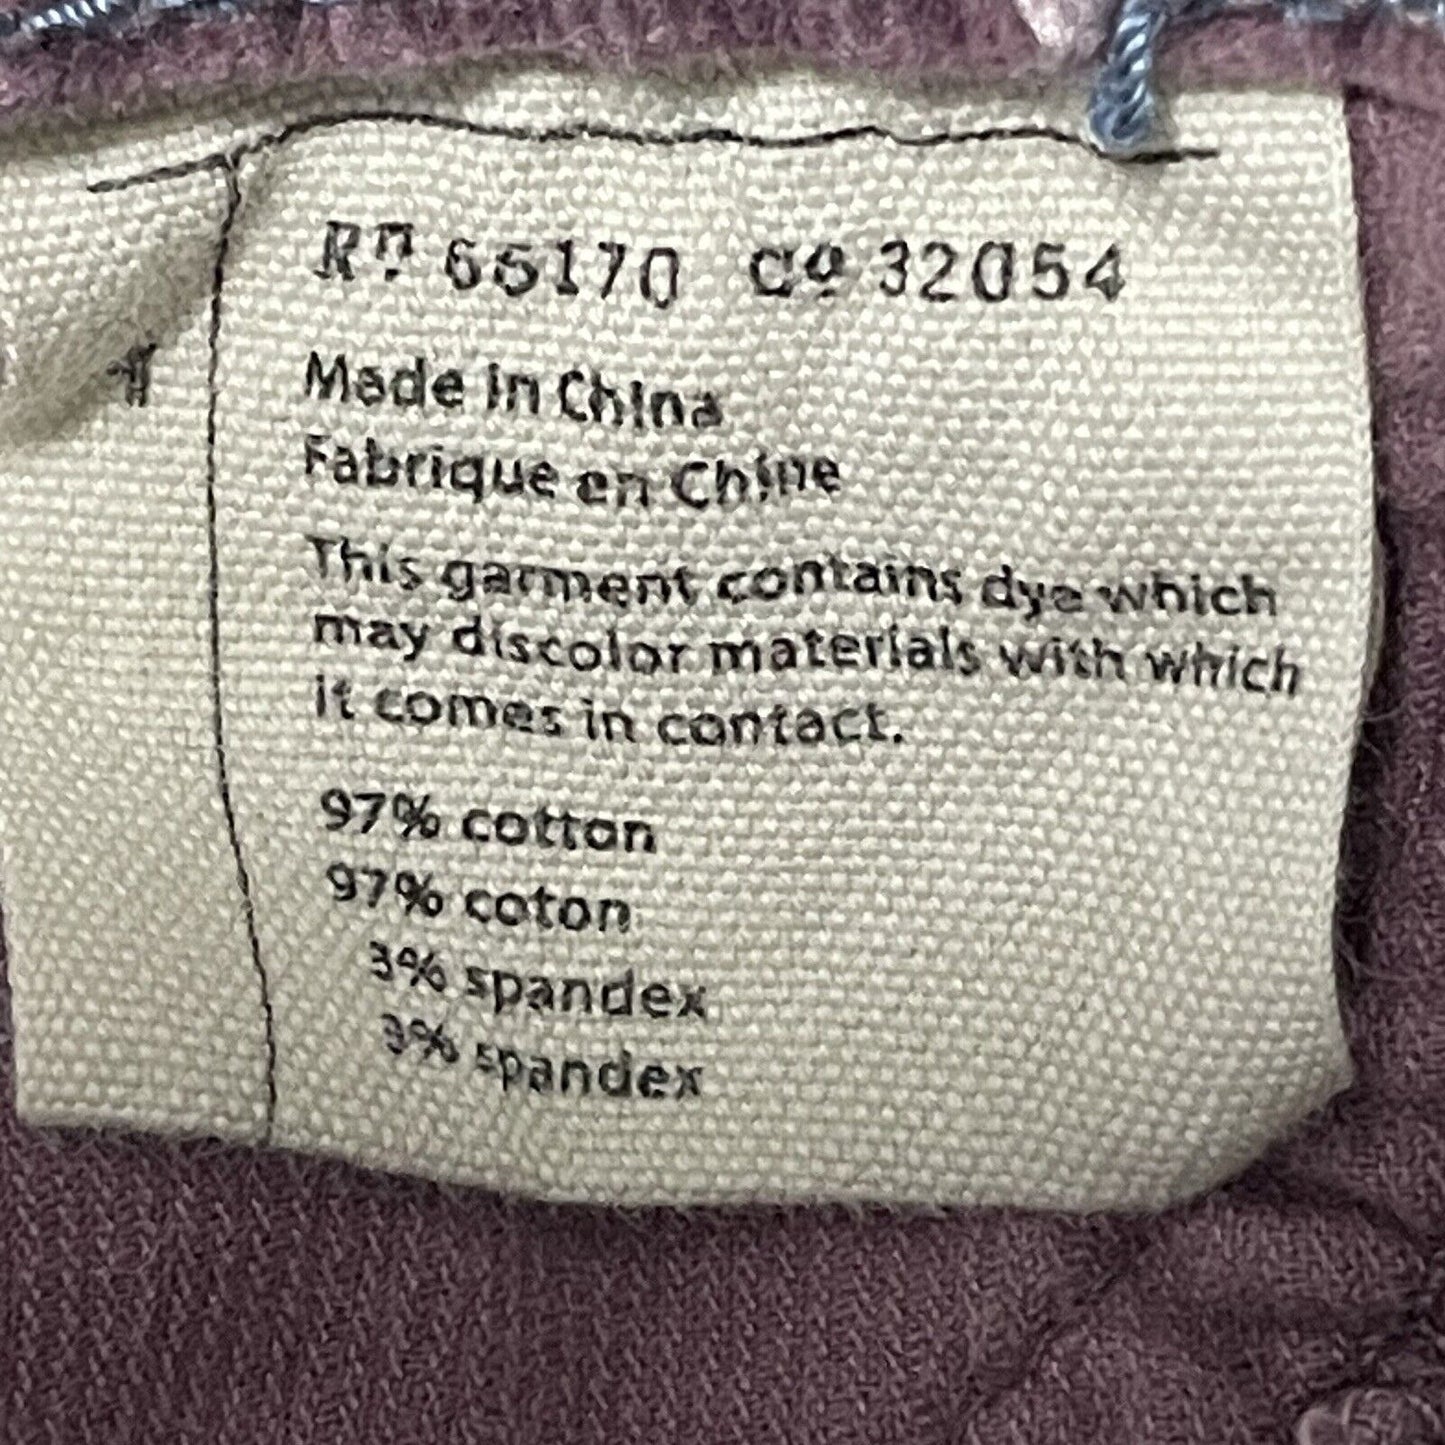 Rn 66170 Ca 32054
Made in China
Fabrique en Chine
This garment contains dye which
may discolor materials with which
it comes in contact.
97% cotton
97% coton
3% spandex
3% spandex